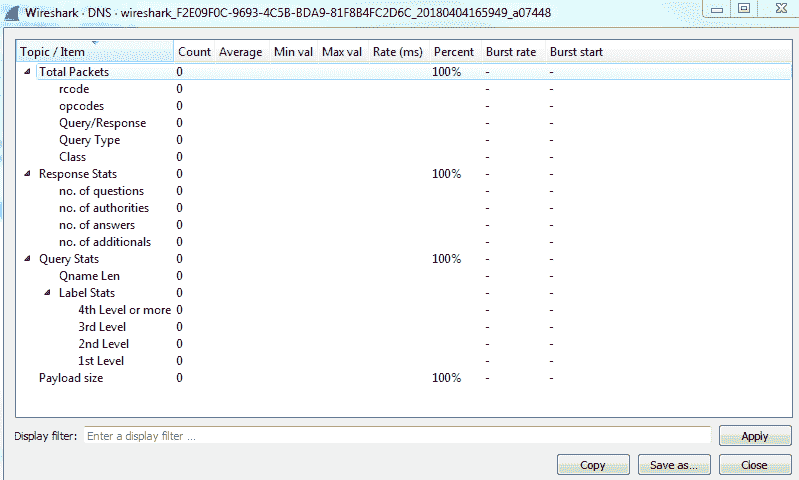 Wireshark · DNS · wireshark_F2E09F0C-9693-4C5B-BDA9-81F8B4FC2D6C_20180404165949_a07448
Topic / Item Count Average Min val Max val Rate (ms) Percent Burst rate Burst start
Total Packets 0 100% - -
rcode 0 - -
opcodes 0 - -
Query/Response 0 - -
Query Type 0 - -
Class 0 - -
Response Stats 0 100% - -
no. of questions 0 - -
no. of authorities 0 - -
no. of answers 0 - -
no. of additionals 0 - -
Query Stats 0 100% - -
Qname Len 0 - -
Label Stats 0 - -
4th Level or more 0 - -
3rd Level 0 - -
2nd Level 0 - -
1st Level 0 - -
Payload size 0 100% - -
Display filter: Enter a display filter ... Apply
Copy Save as... Close